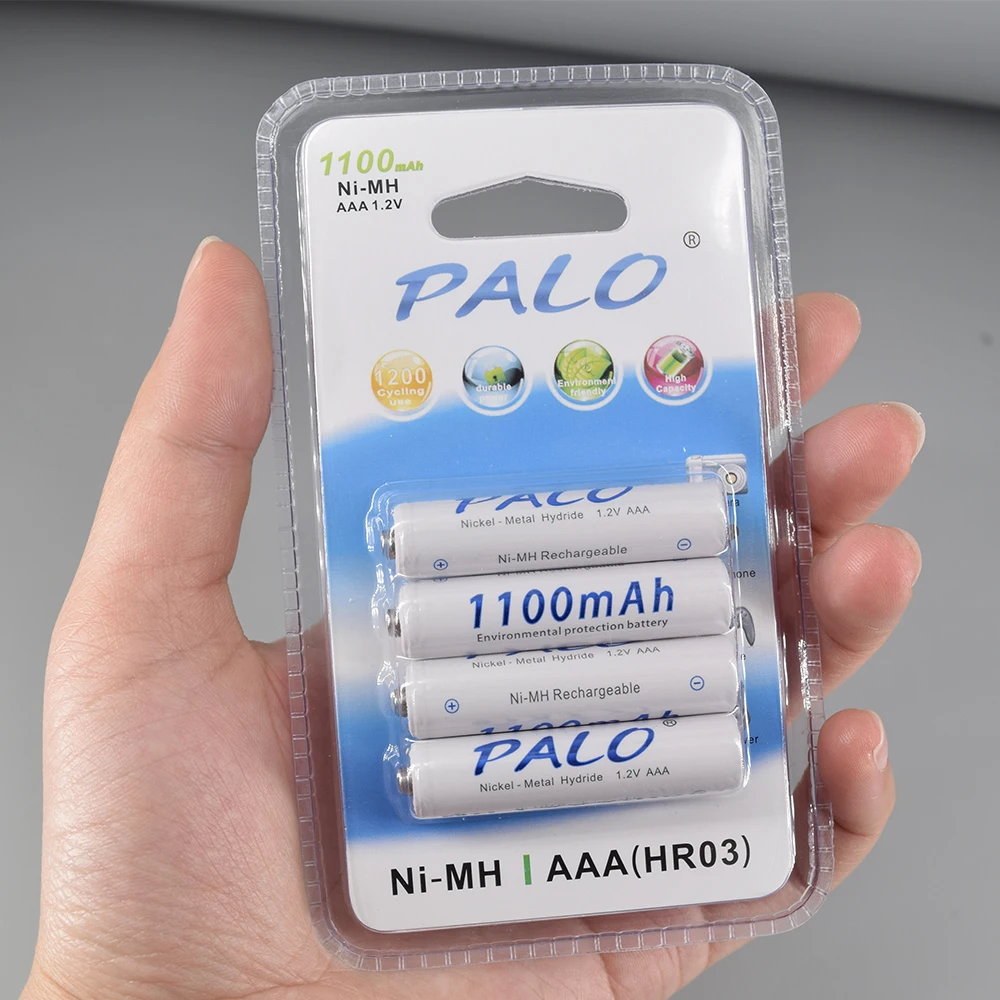 1100mAh
Ni-MH
AAA 1.2V
PALO ®
1200
Cycling
use
durable
Environment
friendly
High
Capacity
PALO
Nickel - Metal Hydride 1.2V AAA
Ni-MH Rechargeable
1100mAh
Environmental protection battery
Nickel - Metal Hydride 1.2V AAA
Ni-MH Rechargeable
1100mAh
PALO ®
Nickel - Metal Hydride 1.2V AAA
Ni-MH | AAA(HR03)